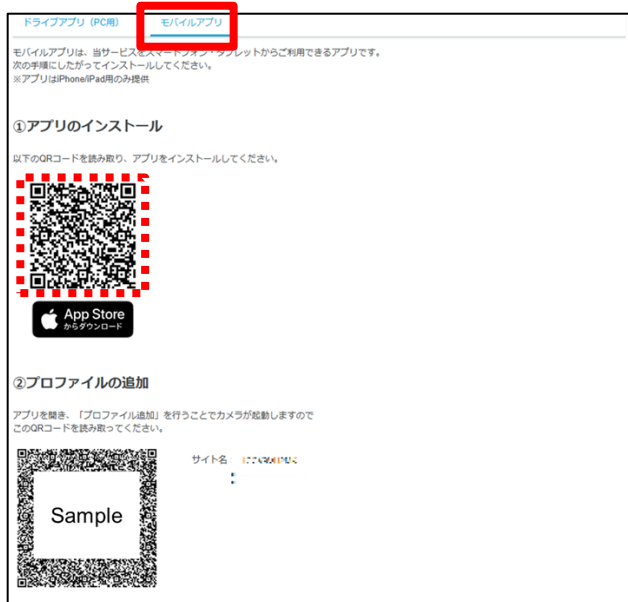 ドライブアプリ（PC用）
モバイルアプリ
モバイルアプリは、当サービスをスマートフォン・タブレットからご利用できるアプリです。
次の手順にしたがってインストールしてください。
※アプリはiPhone/iPad用のみ提供
①アプリのインストール
以下のQRコードを読み取り、アプリをインストールしてください。
App Store
からダウンロード
②プロファイルの追加
アプリを開き、「プロファイル追加」を行うことでカメラが起動しますので
このQRコードを読み取ってください。
サイト名：
Sample